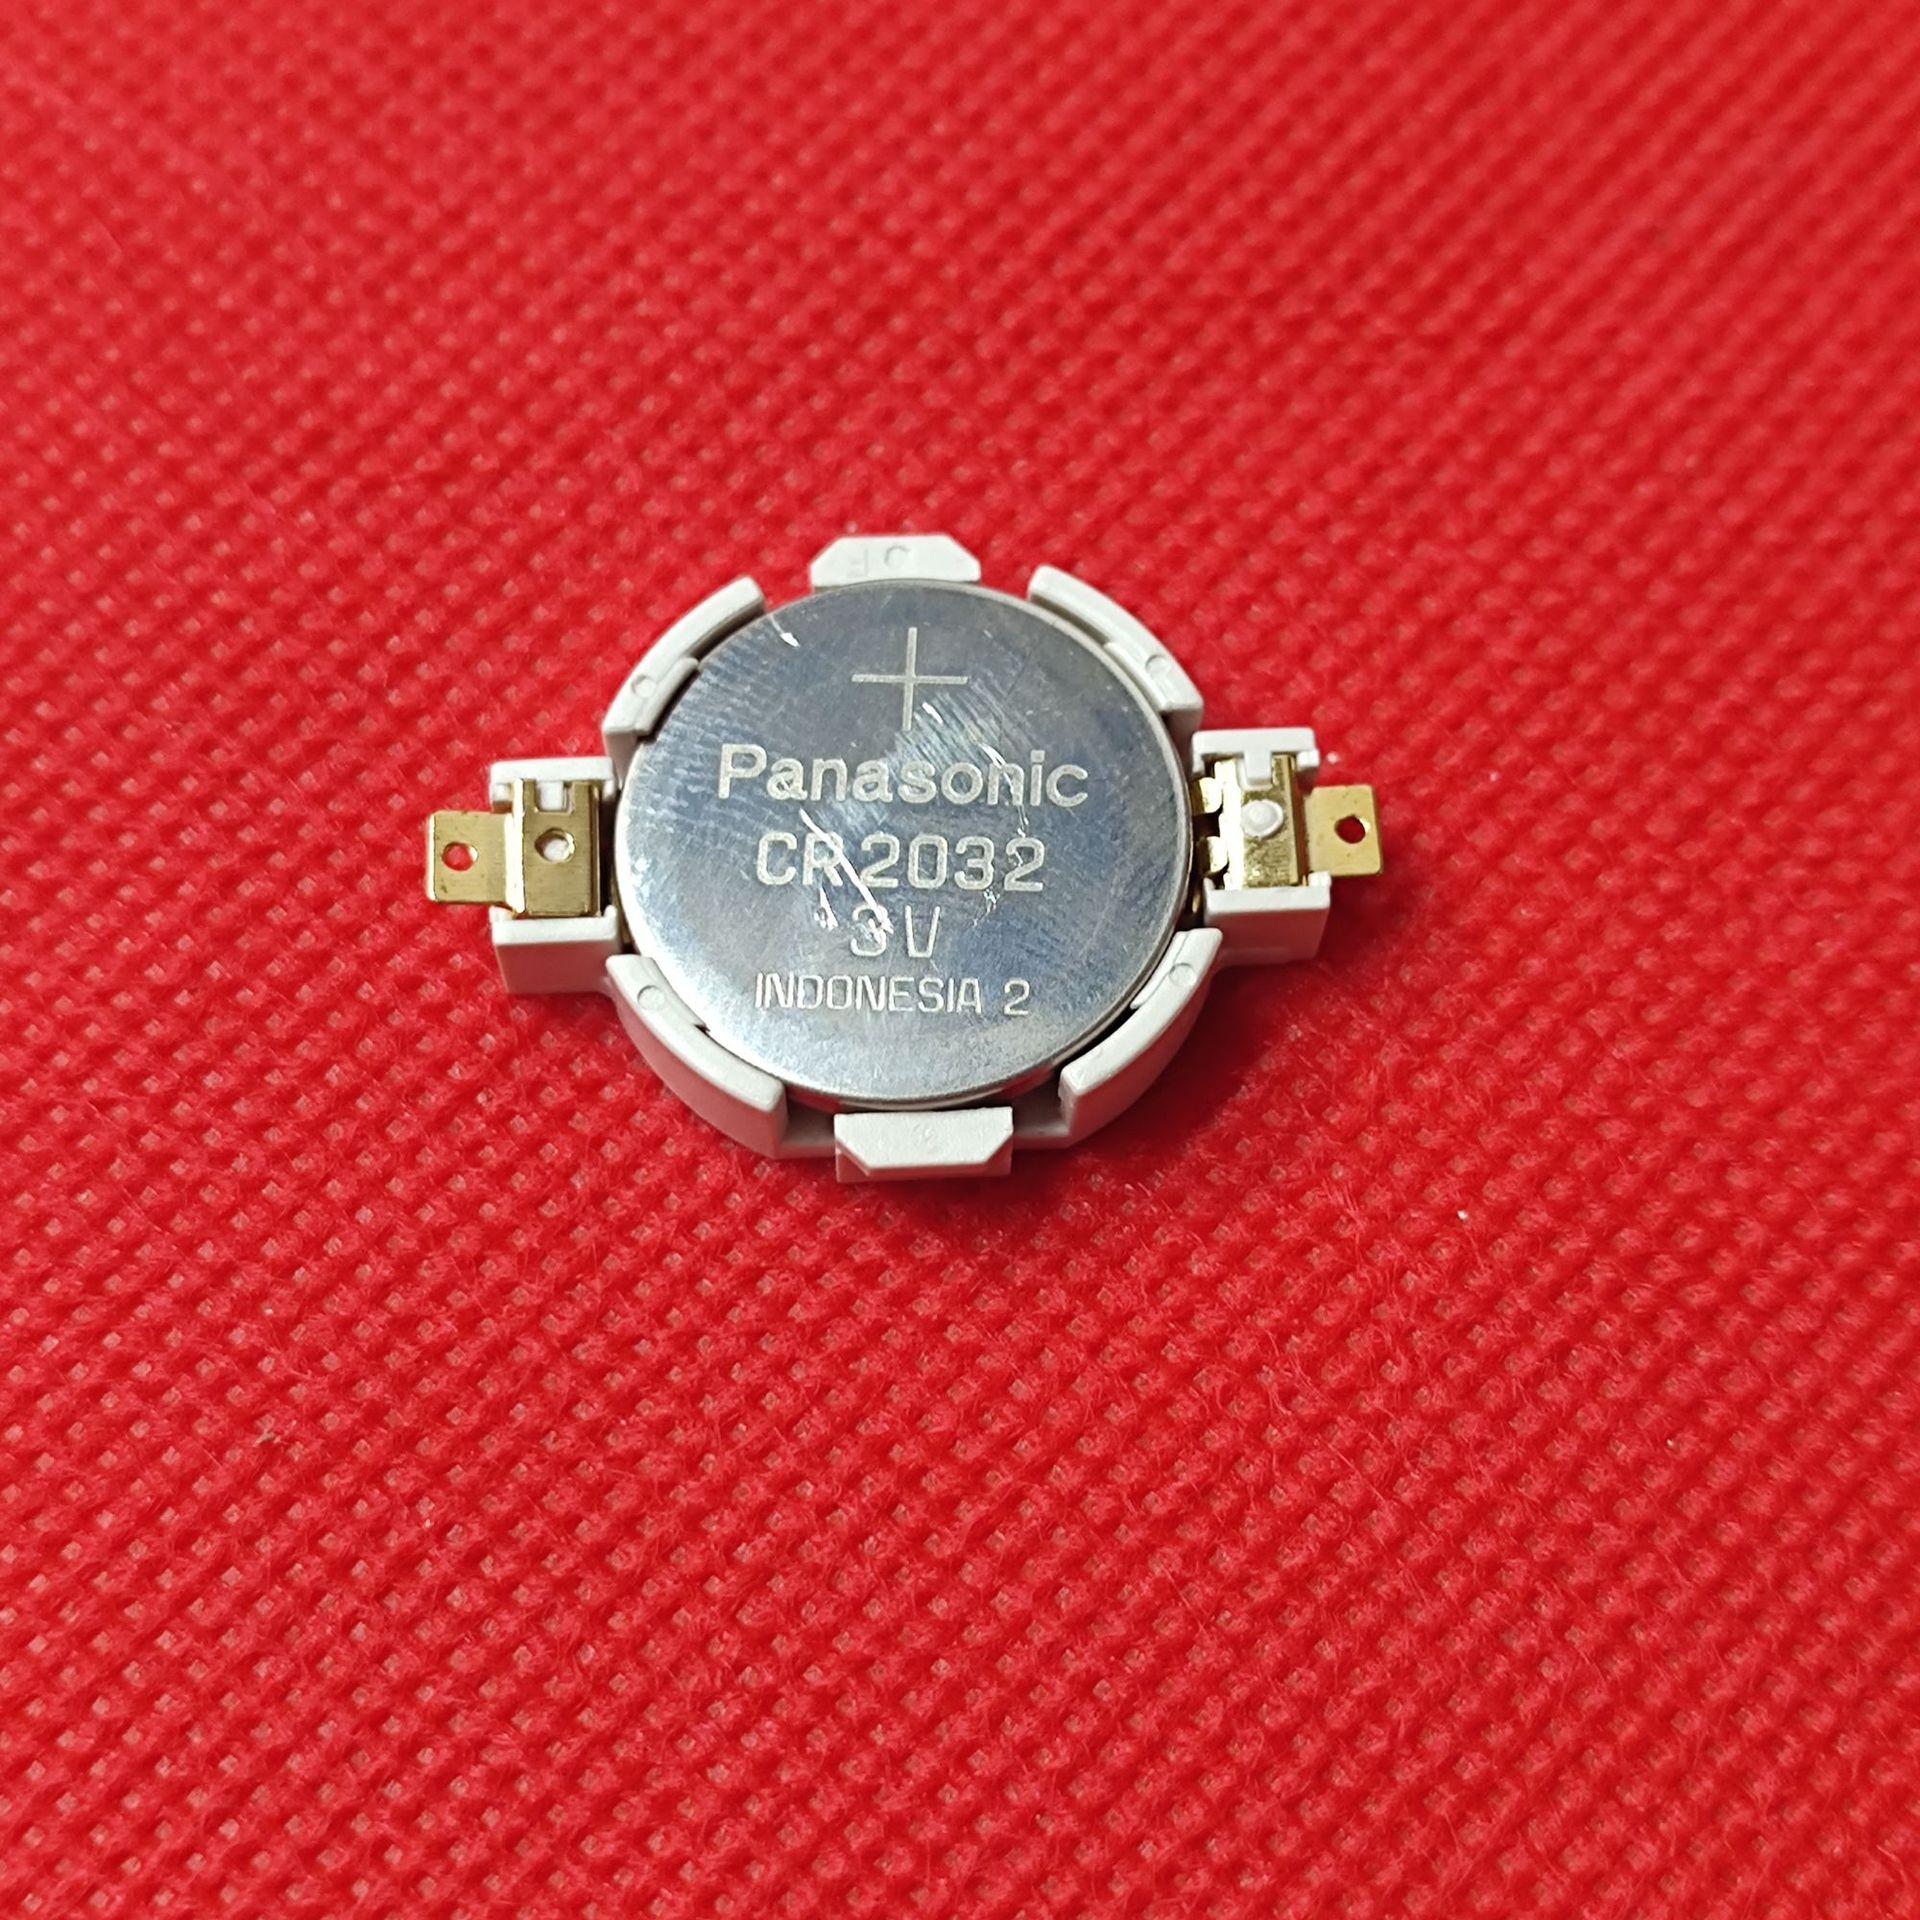 +
Panasonic
CR2032
3V
INDONESIA 2